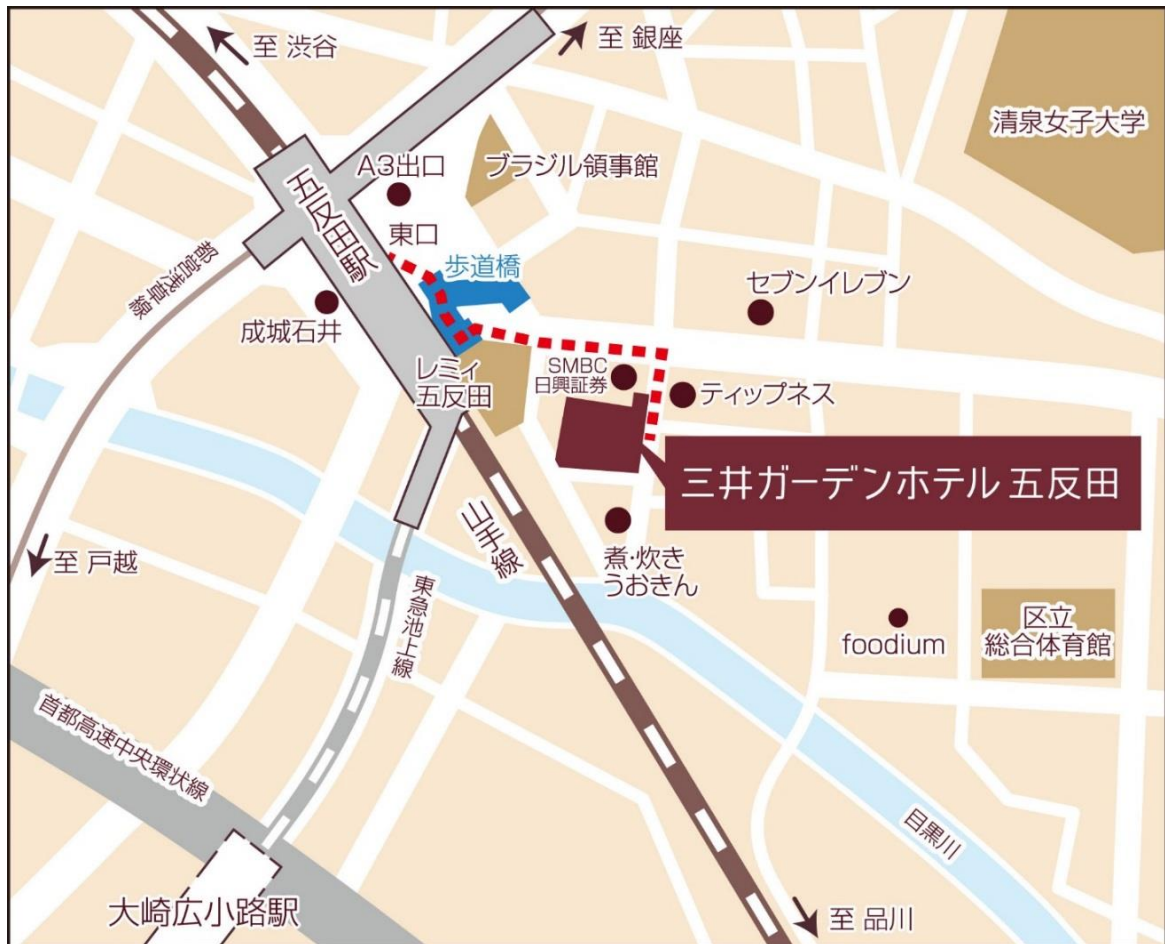 至 渋谷
至 銀座
清泉女子大学
A3出口
ブラジル領事館
五反田駅
東口
歩道橋
都営浅草線
セブンイレブン
成城石井
レミィ
五反田
SMBC
日興証券
ティップネス
三井ガーデンホテル 五反田
山手線
煮・炊き
うおきん
至 戸越
東急池上線
foodium
区立
総合体育館
首都高速中央環状線
目黒川
大崎広小路駅
至 品川